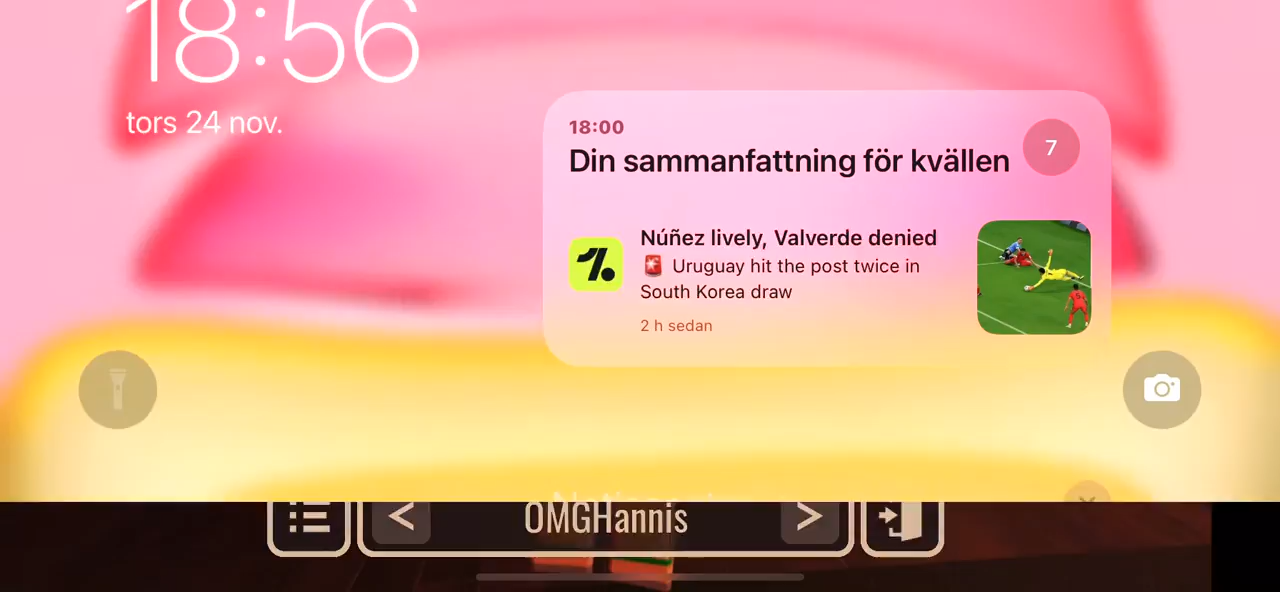 18:56
tors 24 nov.
18:00
Din sammanfattning för kvällen
7
Núñez lively, Valverde denied
🚨 Uruguay hit the post twice in
South Korea draw
2 h sedan
< OMGHannis >